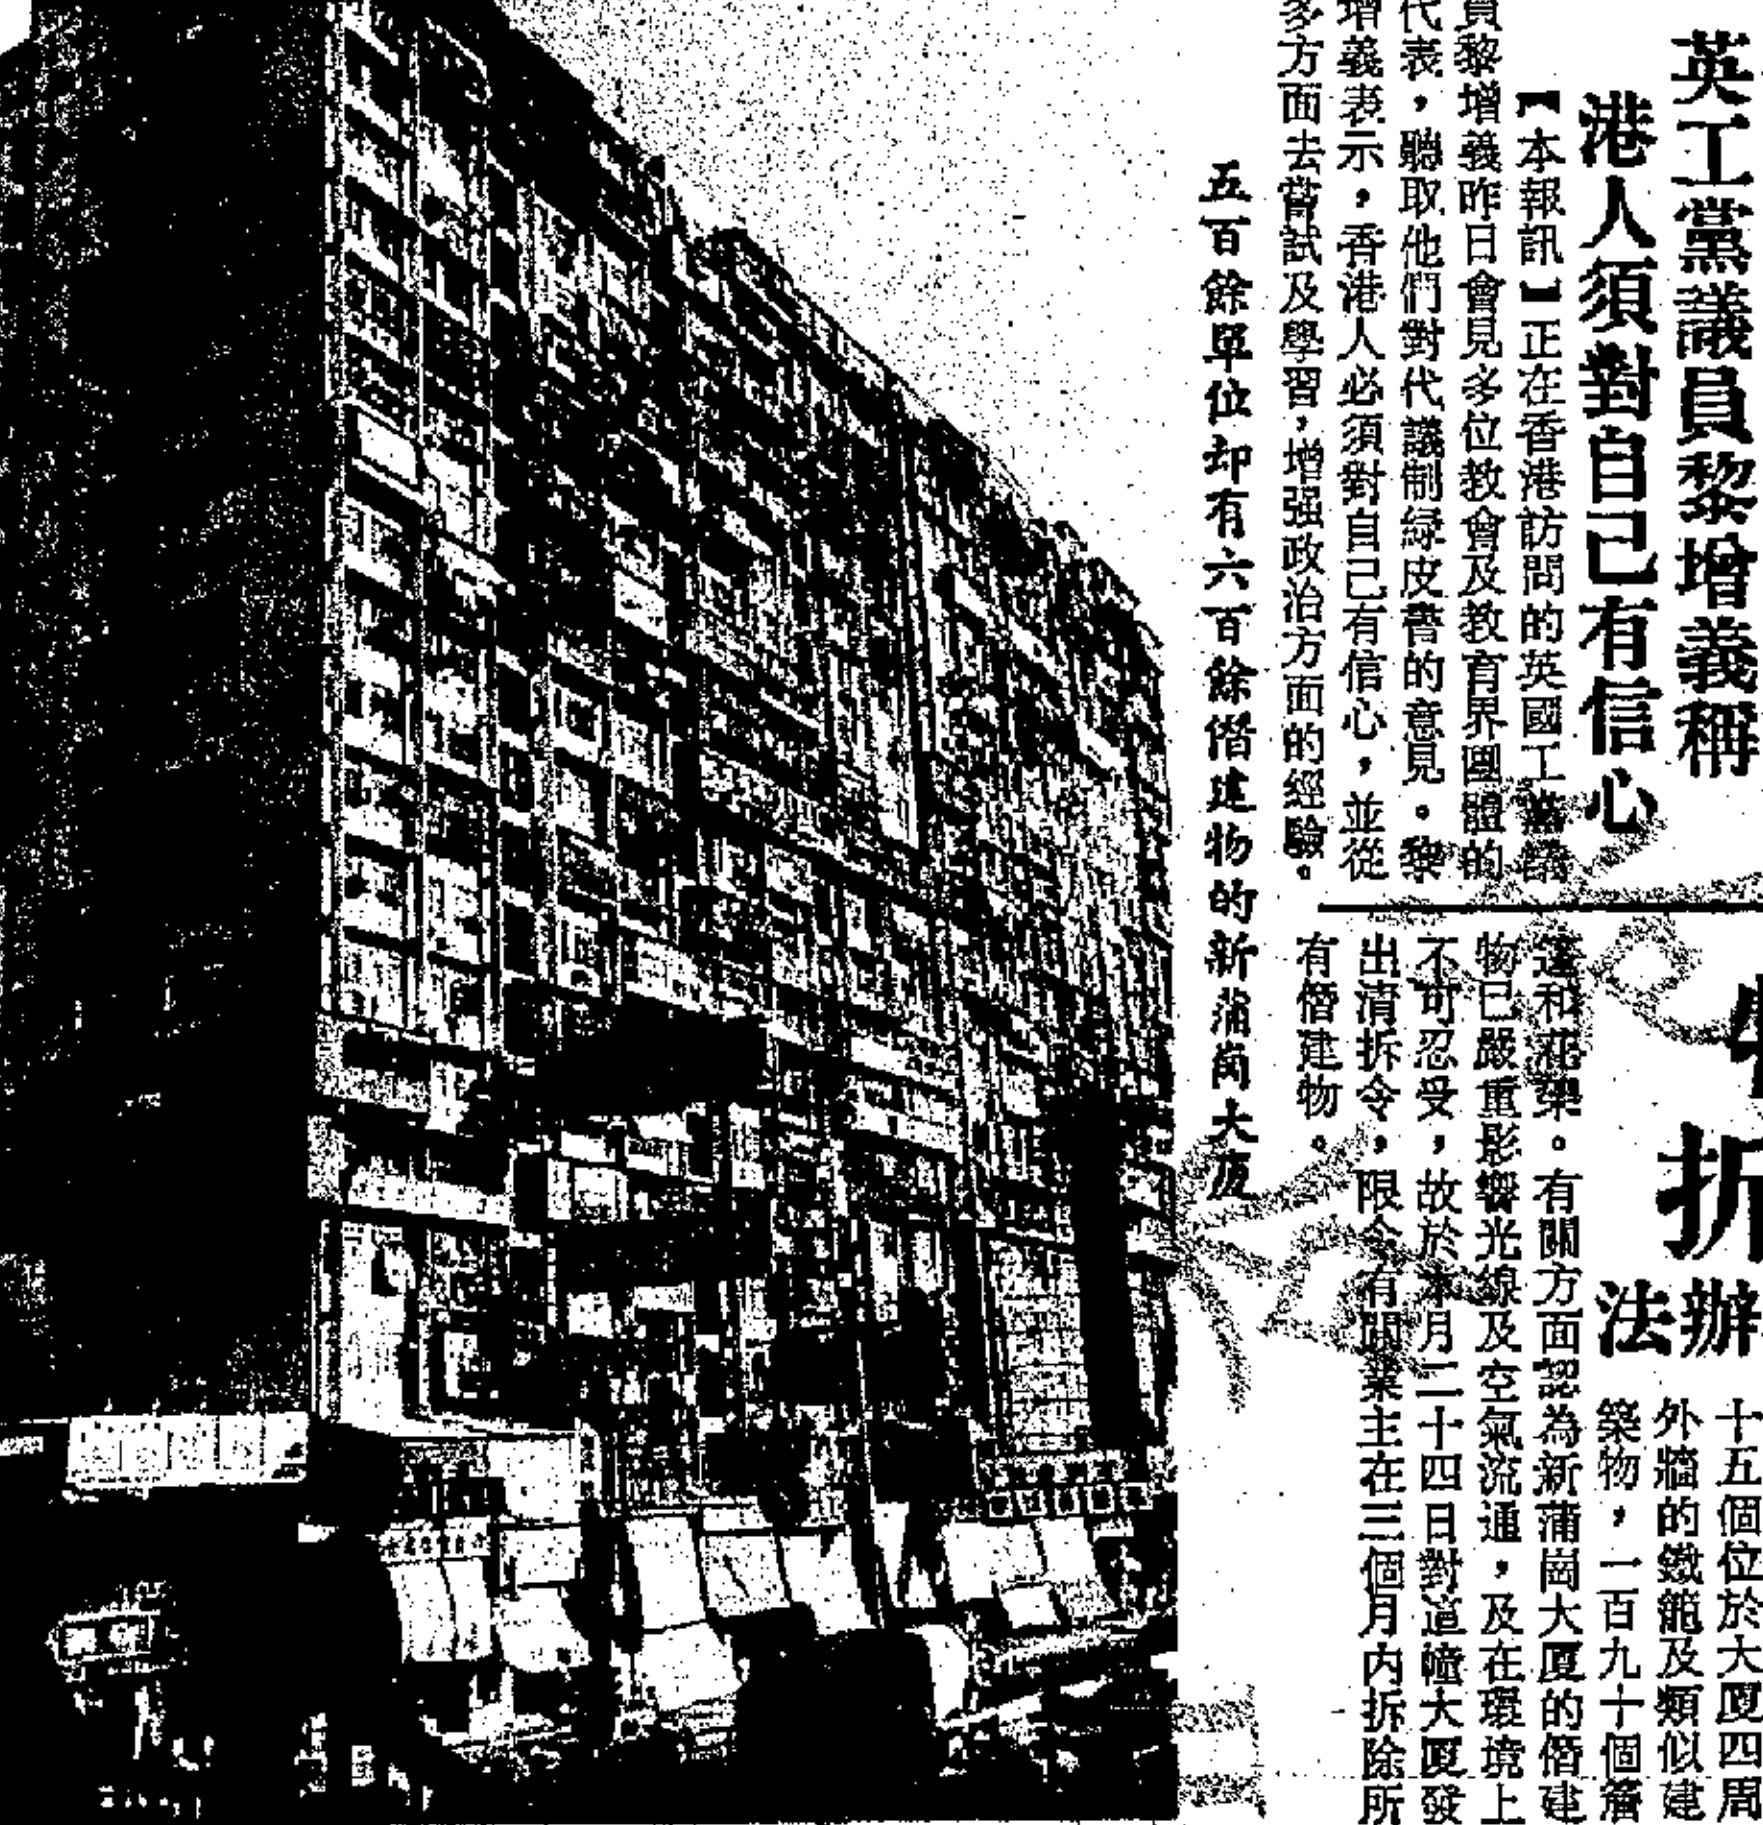 英工黨議員黎增義稱
港人須對自己有信心
【本報訊】正在香港訪問的英國工黨議
員黎增義昨日會見多位教會及教育界團體的
代表，聽取他們對代議制綠皮書的意見。黎
增義表示，香港人必須對自己有信心，並從
多方面去嘗試及學習，增强政治方面的經驗。
五百餘單位却有六百餘僭建物的新蒲崗大廈
折
辦
法
十五個位於大厦四周
外牆的鐵籠及類似建
築物，一百九十個簷
篷和花槳。有關方面認為新蒲崗大厦的僭建
物已嚴重影響光線及空氣流通，及在環境上
不可忍受，故於本月二十四日對這幢大厦發
出清拆令，限令有關業主在三個月內拆除所
有僭建物。